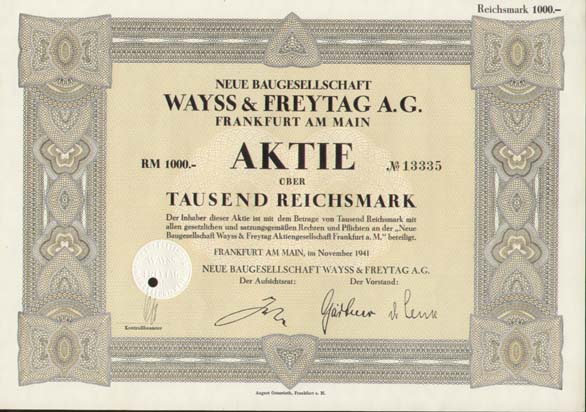 Reichsmark 1000.–
NEUE BAUGESELLSCHAFT
WAYSS & FREYTAG A.G.
FRANKFURT AM MAIN
RM 1000.– AKTIE № 13335
ÜBER
TAUSEND REICHSMARK
Der Inhaber dieser Aktie ist mit dem Betrage von Tausend Reichsmark mit
allen gesetzlichen und satzungsgemäßen Rechten und Pflichten an der „Neue
Baugesellschaft Wayss & Freytag Aktiengesellschaft Frankfurt a. M." beteiligt.
FRANKFURT AM MAIN, im November 1941
NEUE BAUGESELLSCHAFT WAYSS & FREYTAG A.G.
Der Aufsichtsrat: Der Vorstand:
WAYSS
FREYTAG
Gärtner
Kontrollbeamter